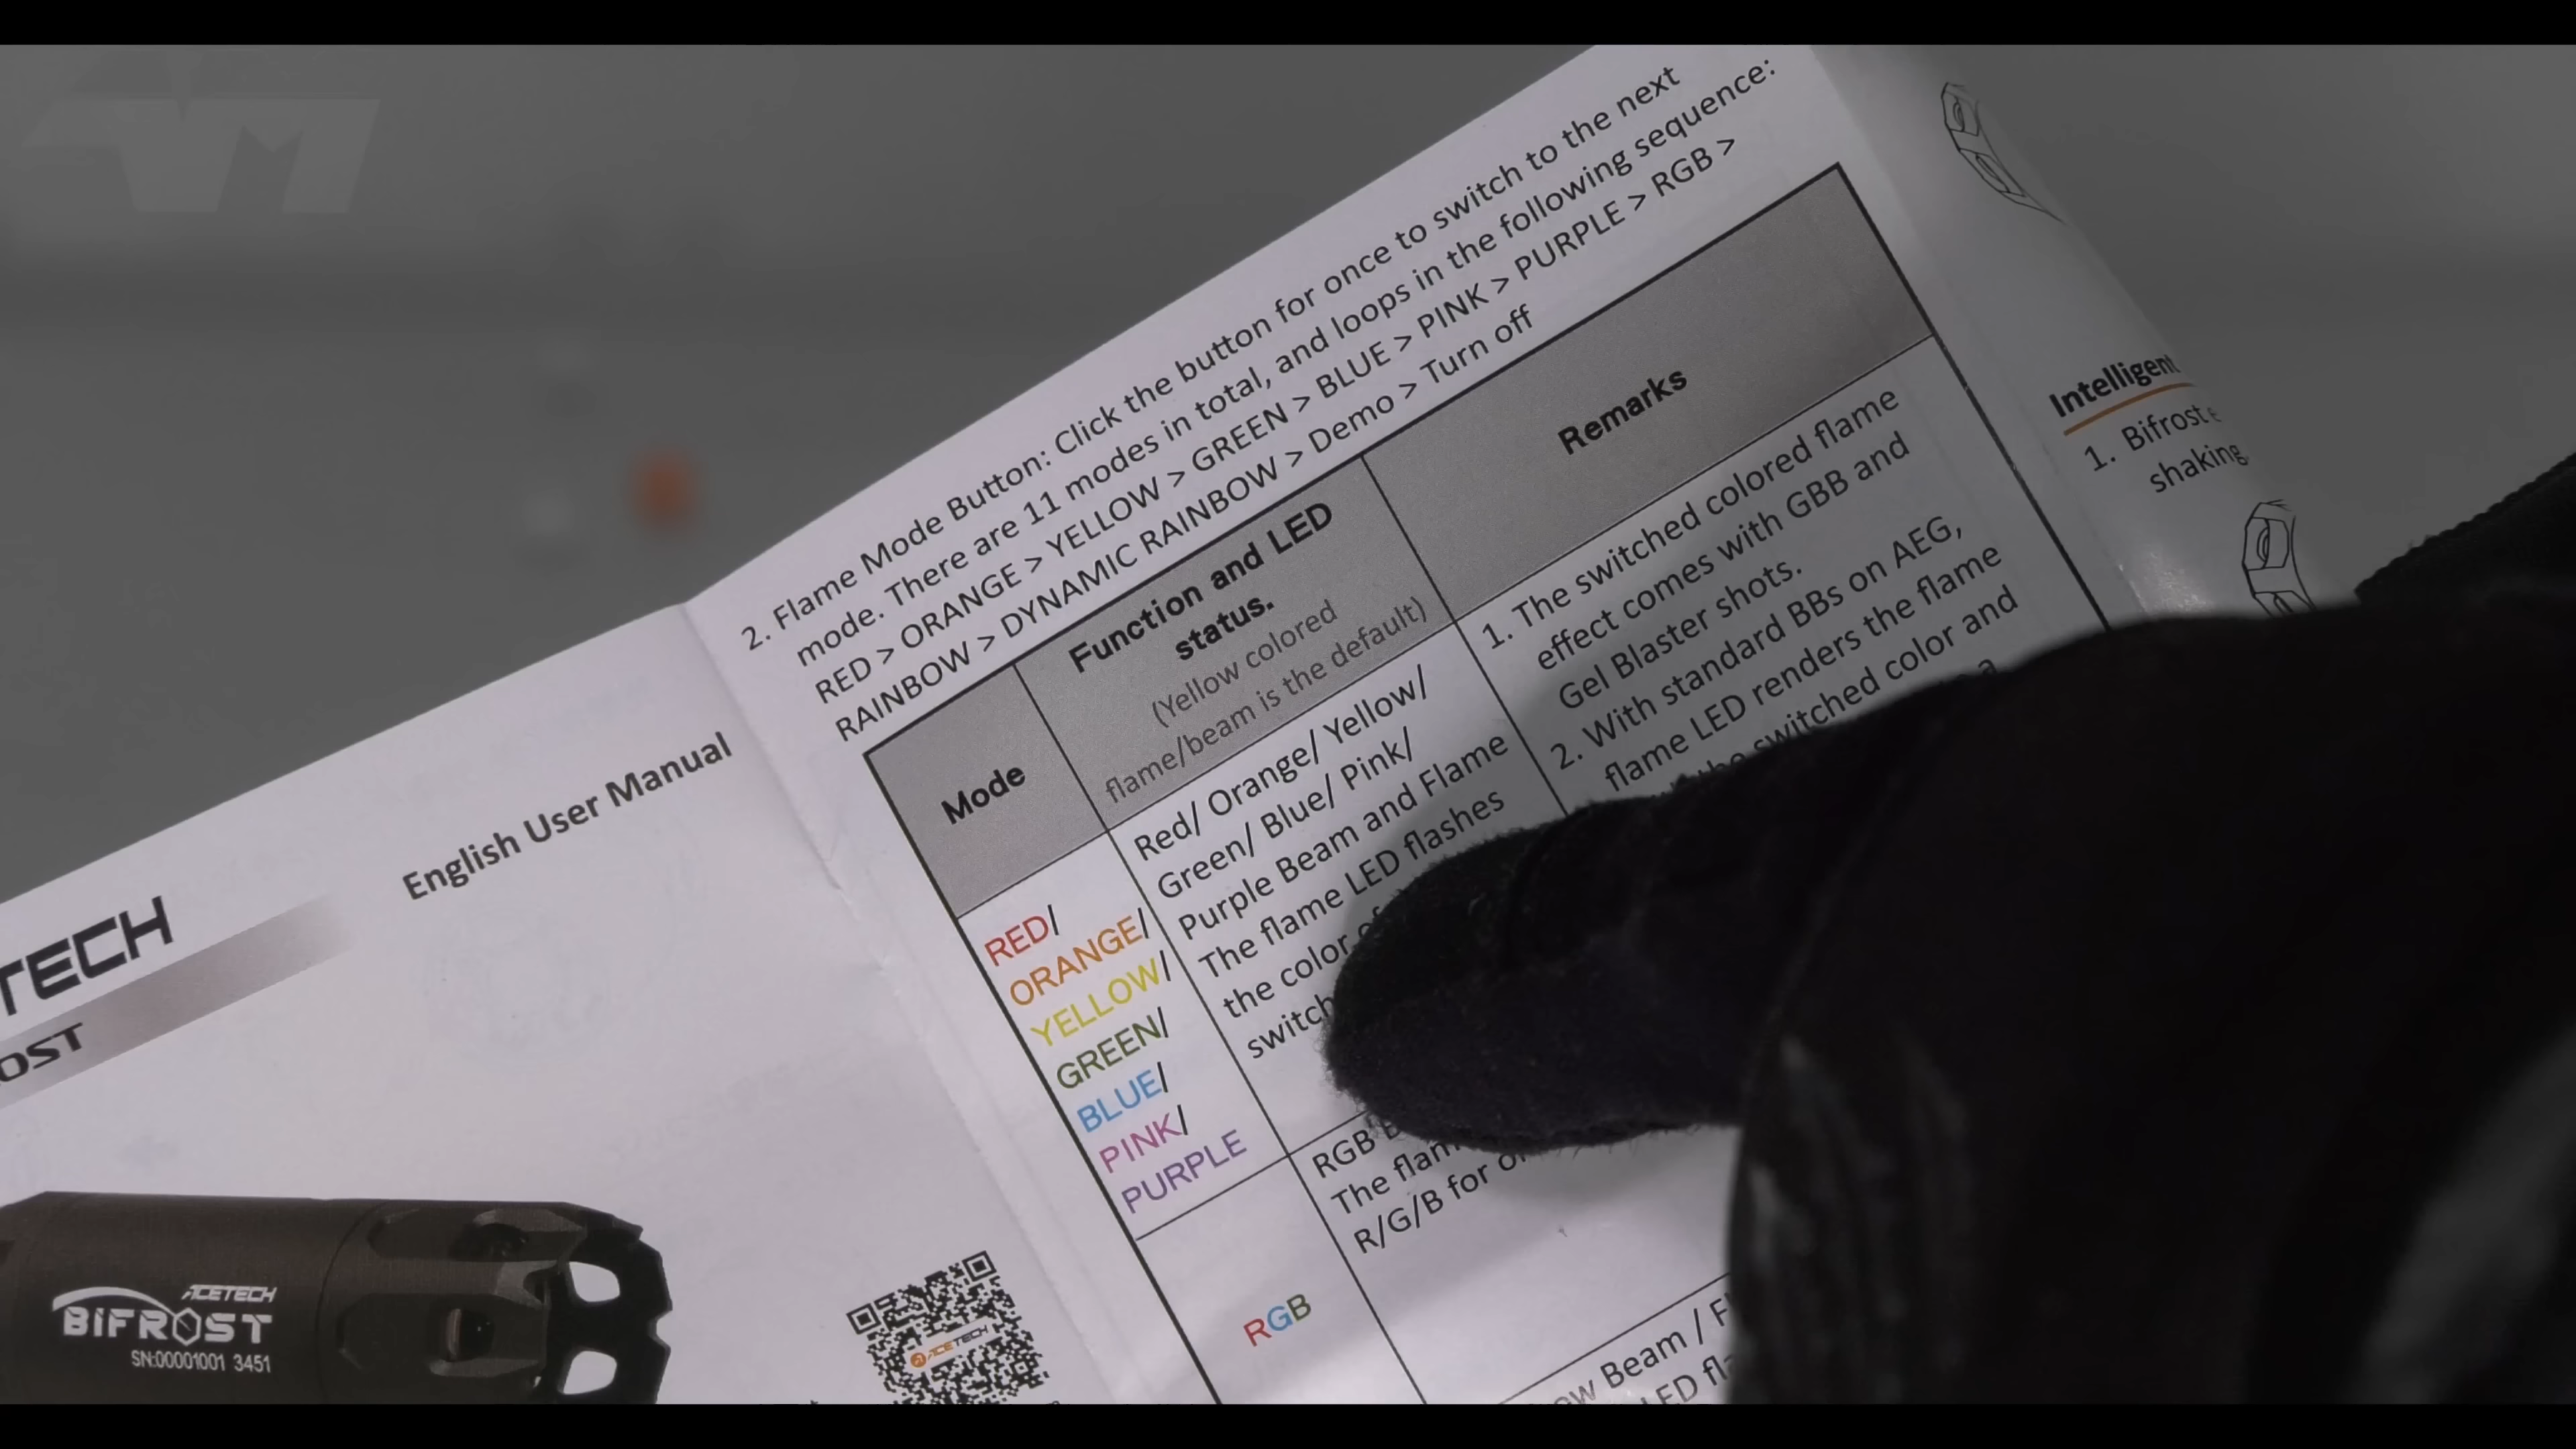 2. Flame Mode Button: Click the button for once to switch to the next
mode. There are 11 modes in total, and loops in the following sequence:
RED > ORANGE > YELLOW > GREEN > BLUE > PINK > PURPLE > RGB >
RAINBOW > DYNAMIC RAINBOW > Demo > Turn off
Mode
Function and LED
status.
(Yellow colored
flame/beam is the default)
Remarks
RED/
ORANGE/
YELLOW/
GREEN/
BLUE/
PINK/
PURPLE
Red/ Orange/ Yellow/
Green/ Blue/ Pink/
Purple Beam and Flame
The flame LED flashes
the color of
switch
1. The switched colored flame
effect comes with GBB and
Gel Blaster shots.
2. With standard BBs on AEG,
flame LED renders the flame
the switched color and
a
RGB
RGB
The flam
R/G/B for
Beam /
LED
English User Manual
TECH
OST
ACETECH
BIFROST
SN:00001001 3451
ACETECH
Intelligent
1. Bifrost
shaking